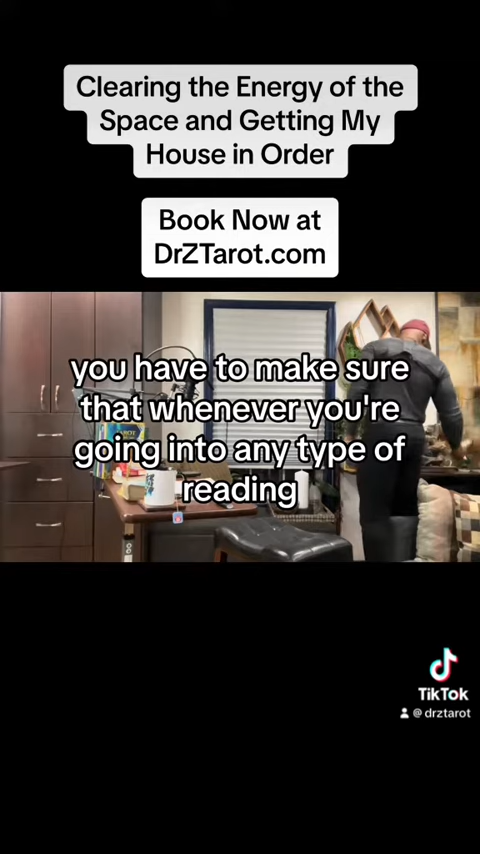 Clearing the Energy of the
Space and Getting My
House in Order
Book Now at
DrZTarot.com
you have to make sure
that whenever you're
going into any type of
reading
TAROT
TikTok
@ drztarot